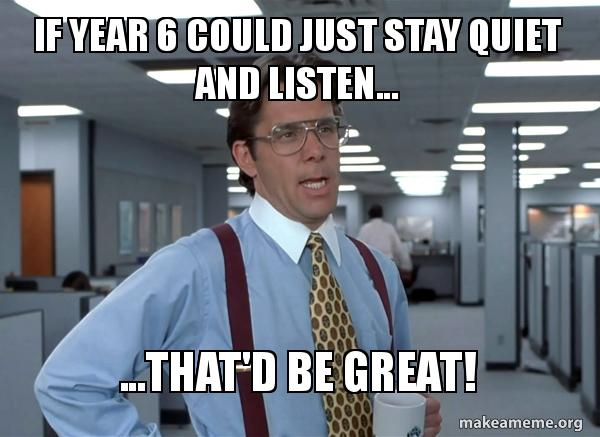 IF YEAR 6 COULD JUST STAY QUIET
AND LISTEN...
...THAT'D BE GREAT!
makeameme.org